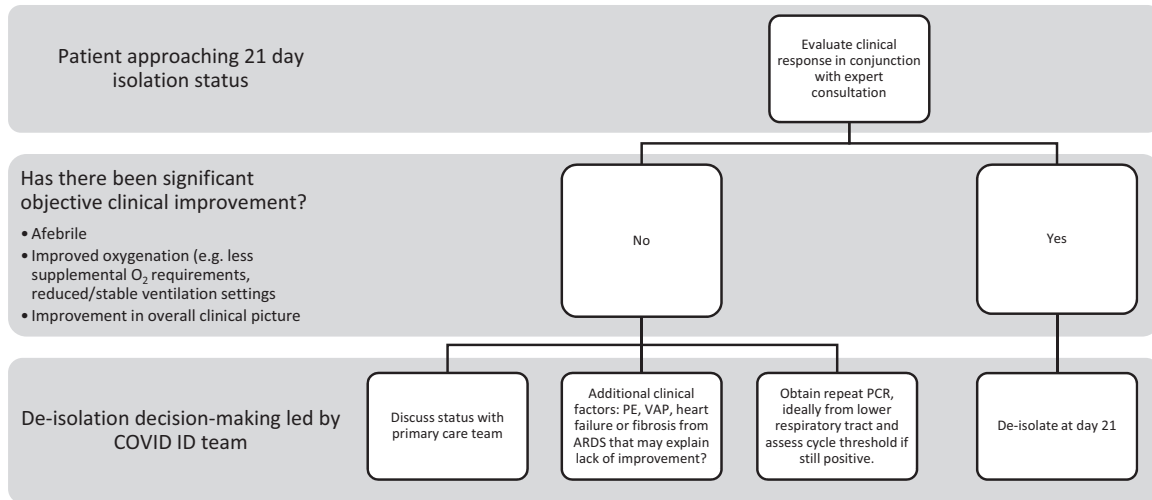 Patient approaching 21 day
isolation status
Evaluate clinical
response in conjunction
with expert
consultation
Has there been significant
objective clinical improvement?
• Afebrile
• Improved oxygenation (e.g. less
supplemental O₂ requirements,
reduced/stable ventilation settings
• Improvement in overall clinical picture
No
Yes
De-isolation decision-making led by
COVID ID team
Discuss status with
primary care team
Additional clinical
factors: PE, VAP, heart
failure or fibrosis from
ARDS that may explain
lack of improvement?
Obtain repeat PCR,
ideally from lower
respiratory tract and
assess cycle threshold if
still positive.
De-isolate at day 21